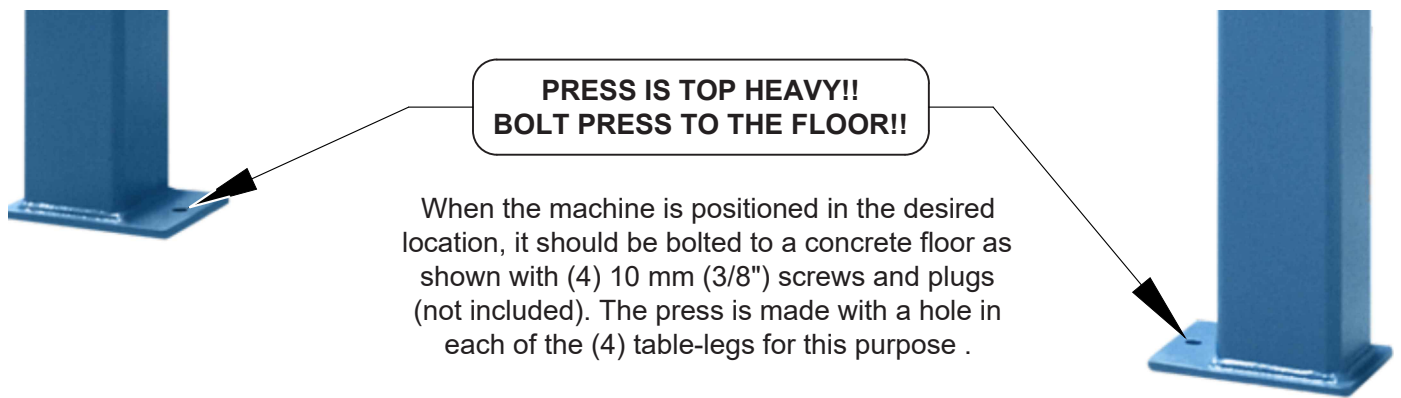 PRESS IS TOP HEAVY!!
BOLT PRESS TO THE FLOOR!!
When the machine is positioned in the desired
location, it should be bolted to a concrete floor as
shown with (4) 10 mm (3/8") screws and plugs
(not included). The press is made with a hole in
each of the (4) table-legs for this purpose .